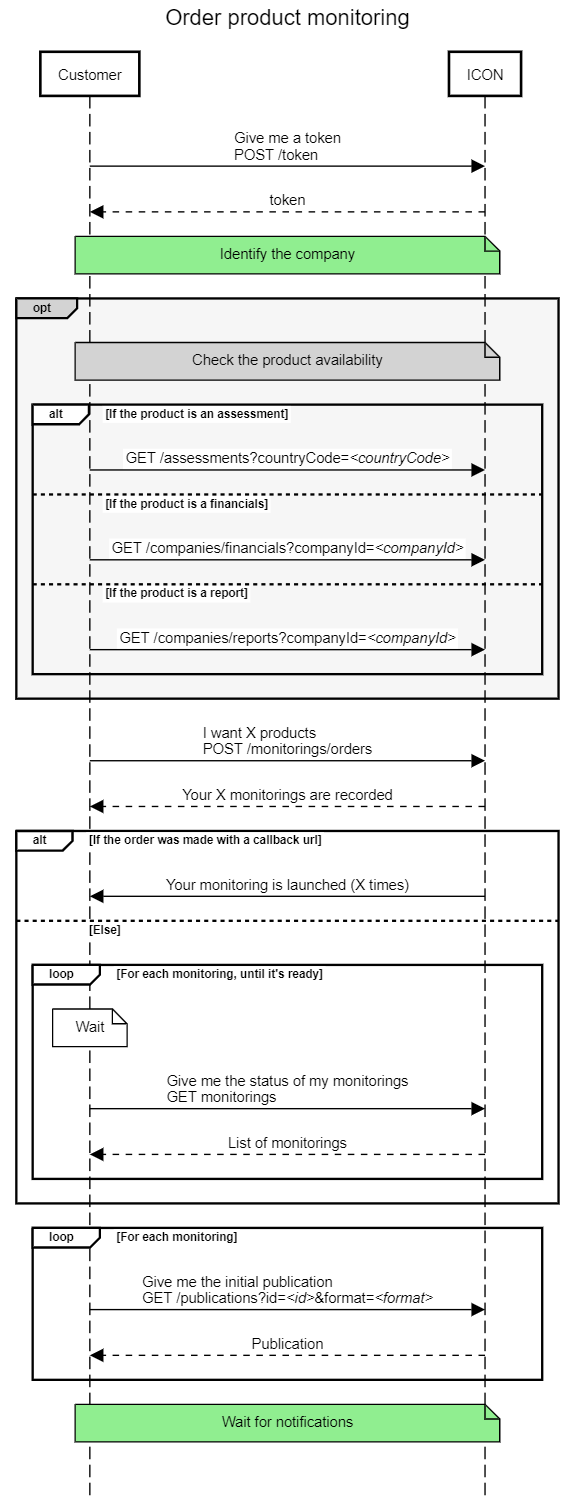 Order product monitoring
Customer
ICON
Give me a token
POST /token
token
Identify the company
opt
Check the product availability
alt
[If the product is an assessment]
GET /assessments?countryCode=<countryCode>
[If the product is a financials]
GET /companies/financials?companyId=<companyId>
[If the product is a report]
GET /companies/reports?companyId=<companyId>
I want X products
POST /monitorings/orders
Your X monitorings are recorded
alt
[If the order was made with a callback url]
Your monitoring is launched (X times)
[Else]
loop
[For each monitoring, until it's ready]
Wait
Give me the status of my monitorings
GET monitorings
List of monitorings
loop
[For each monitoring]
Give me the initial publication
GET /publications?id=<id>&format=<format>
Publication
Wait for notifications